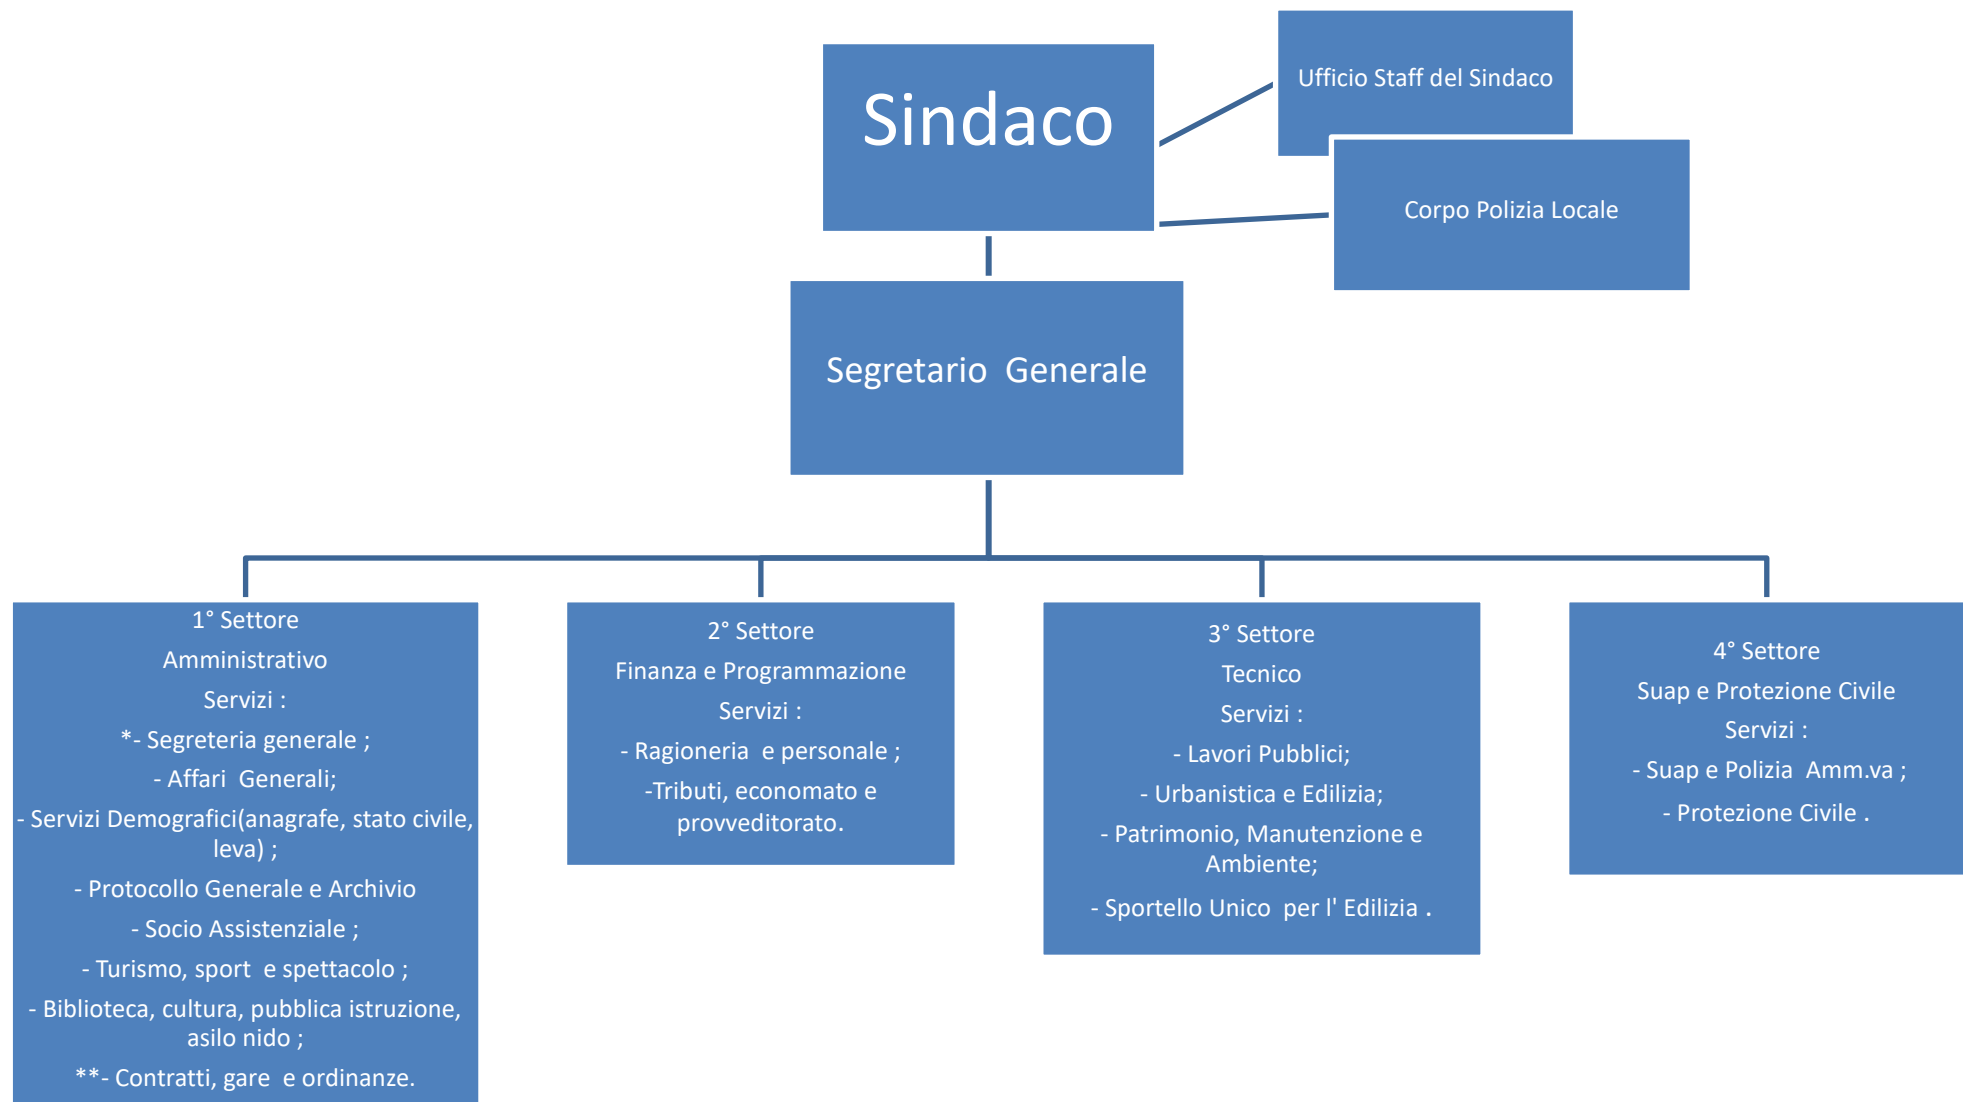 Sindaco
Ufficio Staff del Sindaco
Corpo Polizia Locale
Segretario  Generale
1° Settore
Amministrativo
Servizi :
*- Segreteria generale ;
- Affari  Generali;
- Servizi Demografici(anagrafe, stato civile,
leva) ;
- Protocollo Generale e Archivio
- Socio Assistenziale ;
- Turismo, sport  e spettacolo ;
- Biblioteca, cultura, pubblica istruzione,
asilo nido ;
**- Contratti, gare  e ordinanze.
2° Settore
Finanza e Programmazione
Servizi :
- Ragioneria  e personale ;
-Tributi, economato e
provveditorato.
3° Settore
Tecnico
Servizi :
- Lavori Pubblici;
- Urbanistica e Edilizia;
- Patrimonio, Manutenzione e
Ambiente;
- Sportello Unico  per l' Edilizia .
4° Settore
Suap e Protezione Civile
Servizi :
- Suap e Polizia  Amm.va ;
- Protezione Civile .